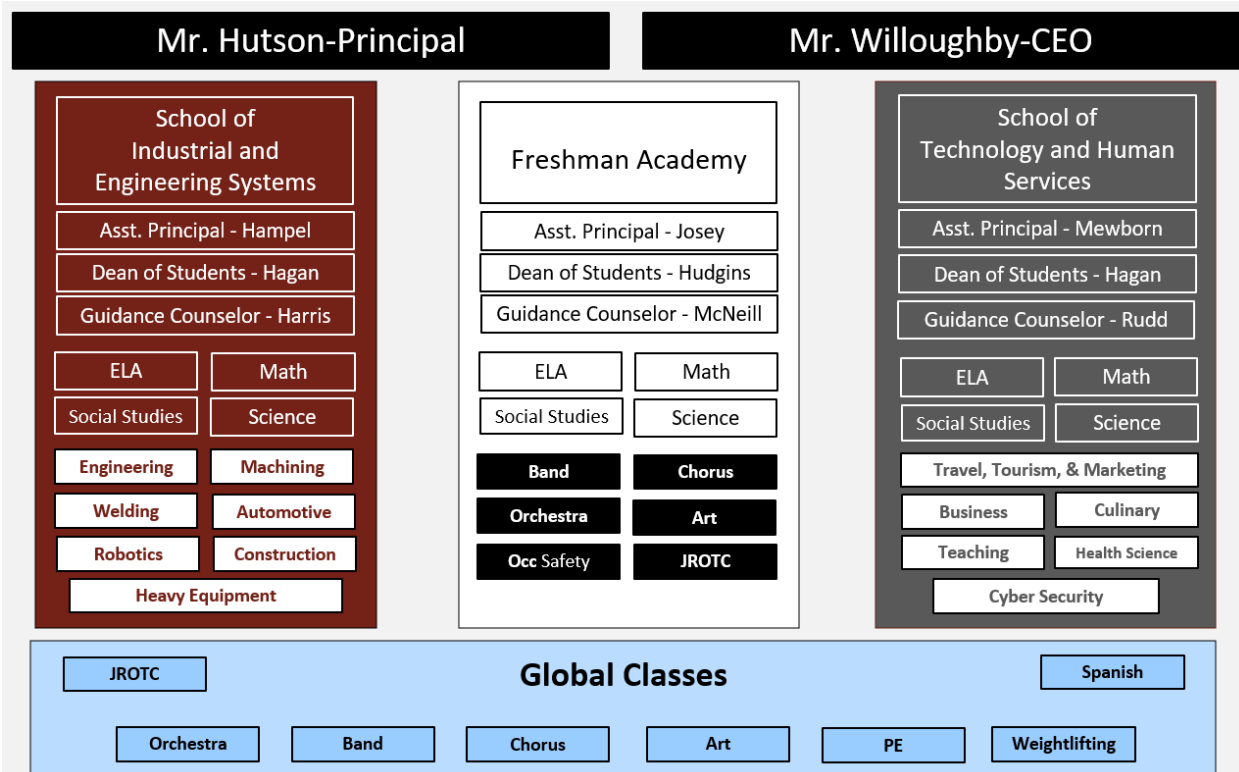 Mr. Hutson-Principal
Mr. Willoughby-CEO
School of
Industrial and
Engineering Systems
Asst. Principal - Hampel
Dean of Students - Hagan
Guidance Counselor - Harris
ELA
Math
Social Studies
Science
Engineering
Machining
Welding
Automotive
Robotics
Construction
Heavy Equipment
Freshman Academy
Asst. Principal - Josey
Dean of Students - Hudgins
Guidance Counselor - McNeill
ELA
Math
Social Studies
Science
Band
Chorus
Orchestra
Art
Occ Safety
JROTC
School of
Technology and Human
Services
Asst. Principal - Mewborn
Dean of Students - Hagan
Guidance Counselor - Rudd
ELA
Math
Social Studies
Science
Travel, Tourism, & Marketing
Business
Culinary
Teaching
Health Science
Cyber Security
Global Classes
JROTC
Spanish
Orchestra
Band
Chorus
Art
PE
Weightlifting